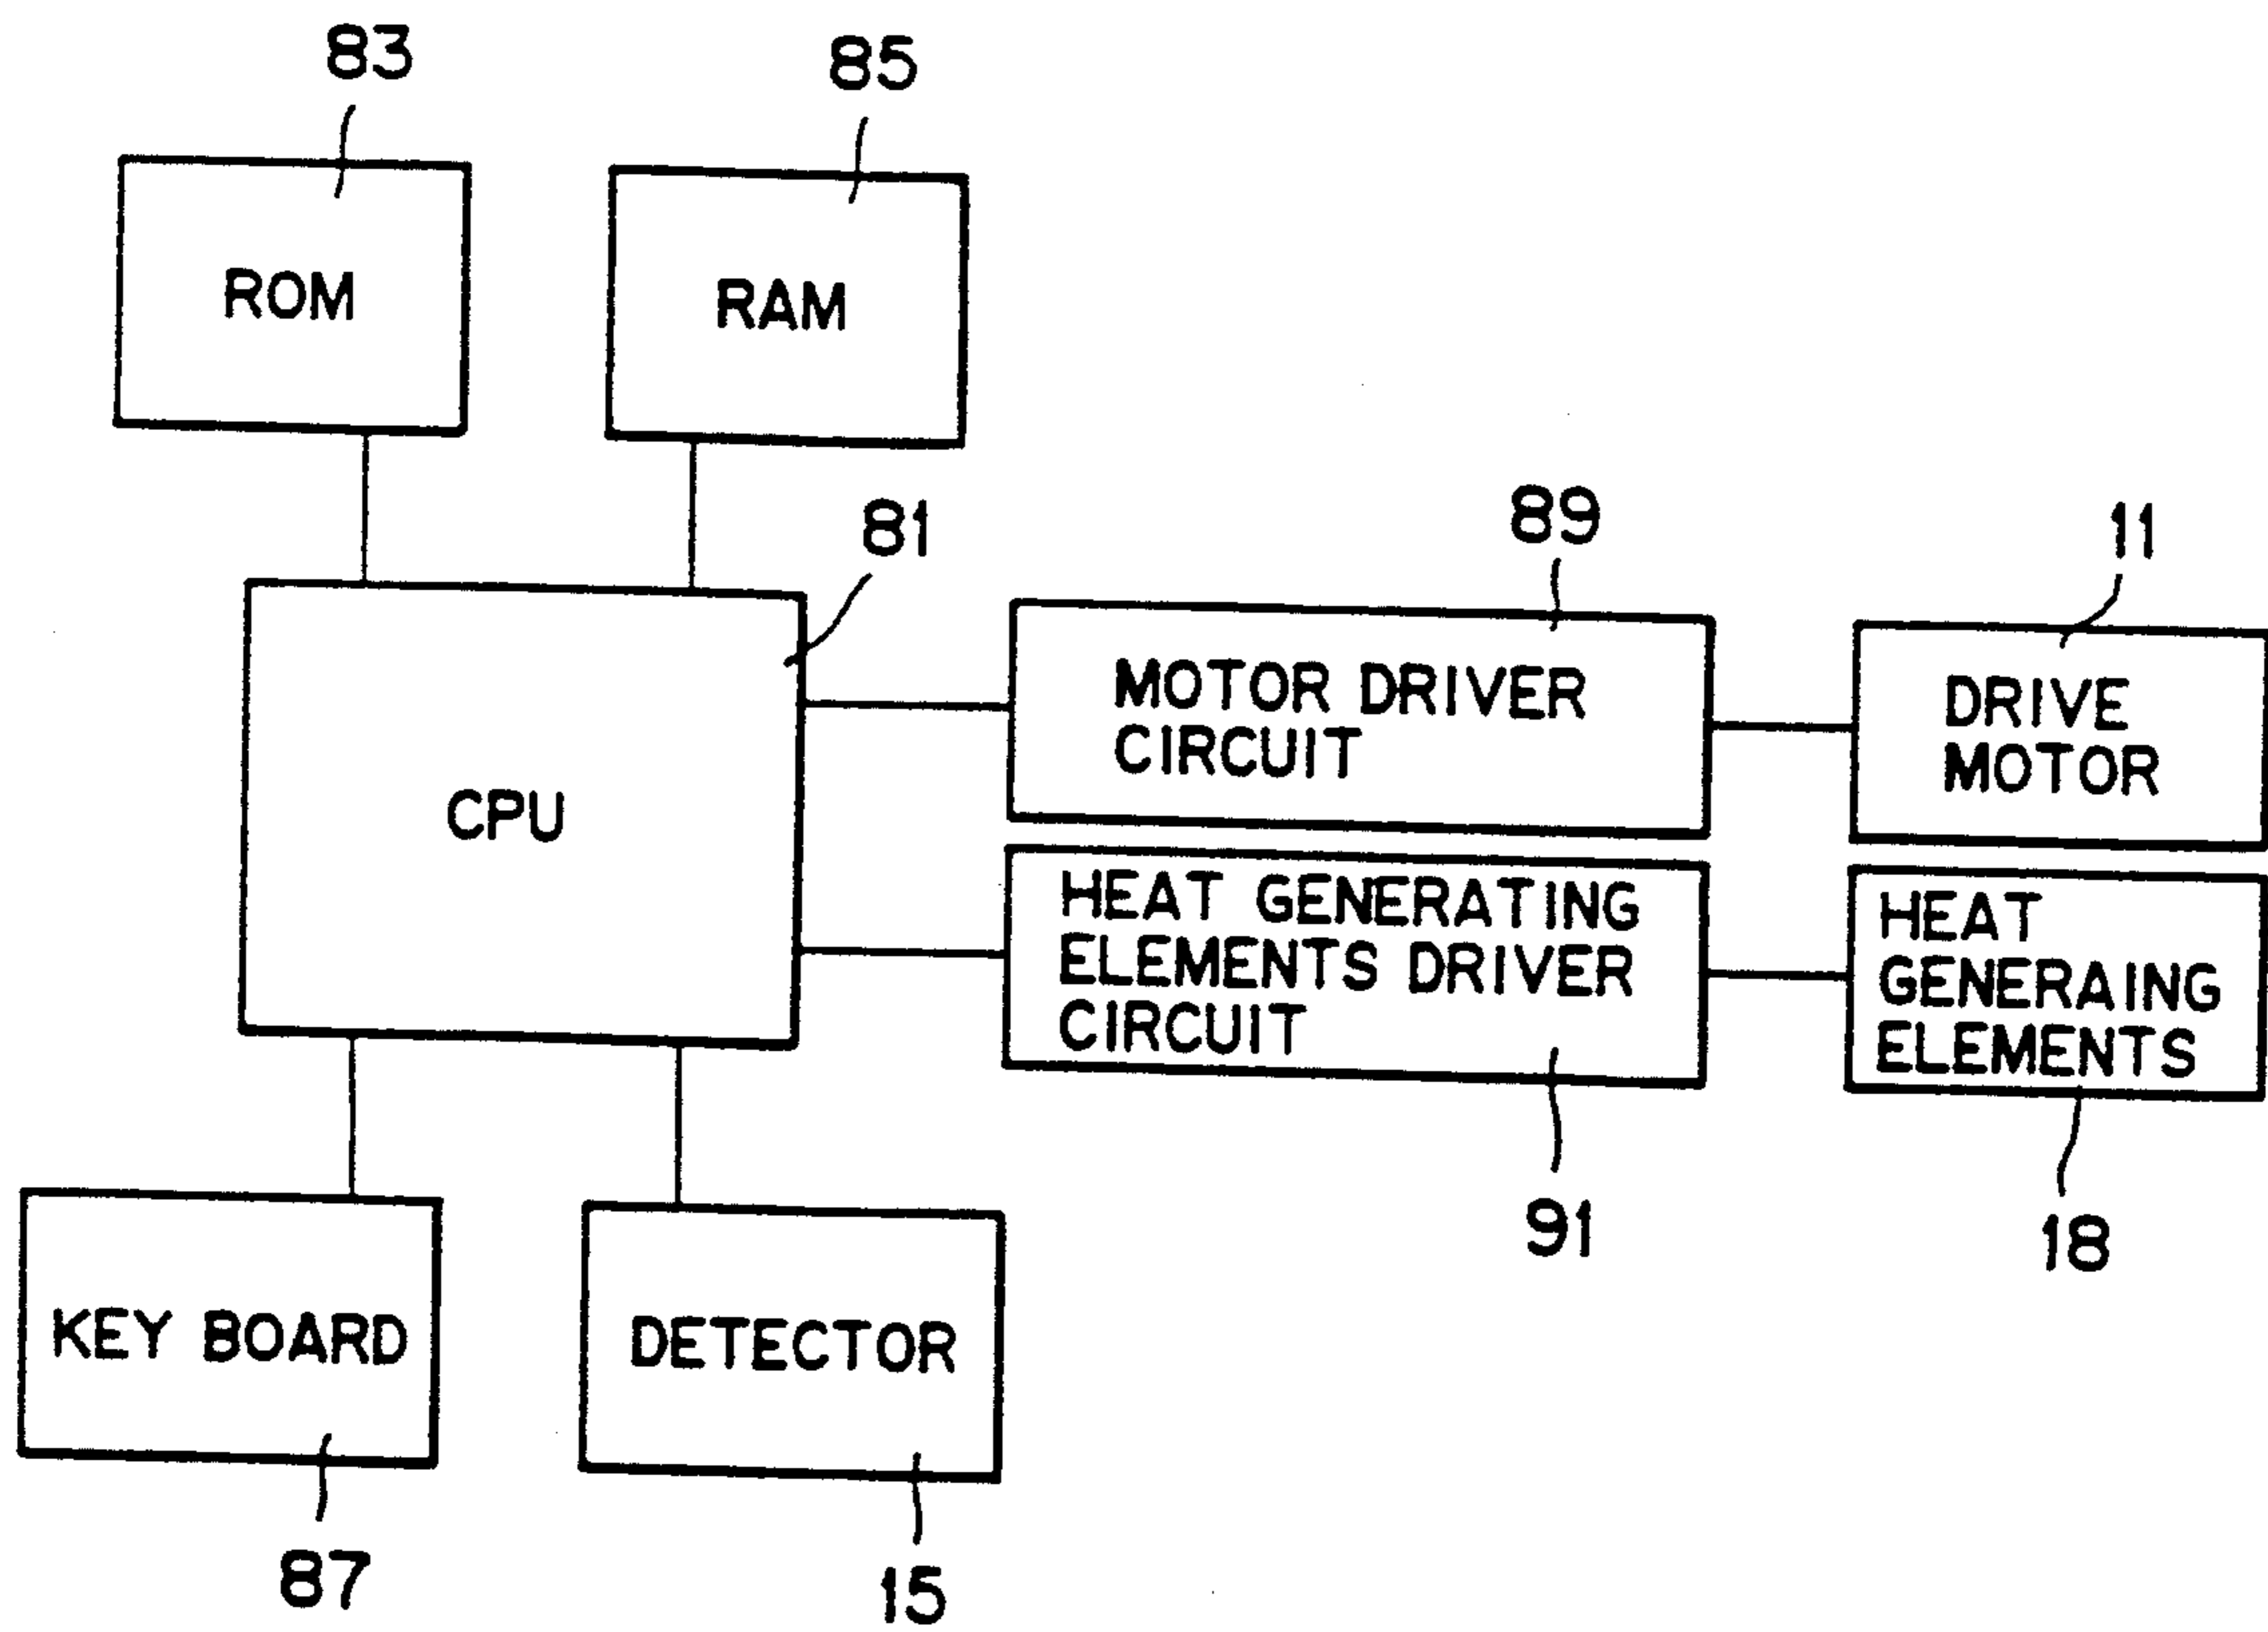 83
85
ROM
RAM
81
89
11
MOTOR DRIVER
CIRCUIT
DRIVE
MOTOR
CPU
HEAT GENERATING
ELEMENTS DRIVER
CIRCUIT
HEAT
GENERAING
ELEMENTS
91
18
KEY BOARD
DETECTOR
87
15